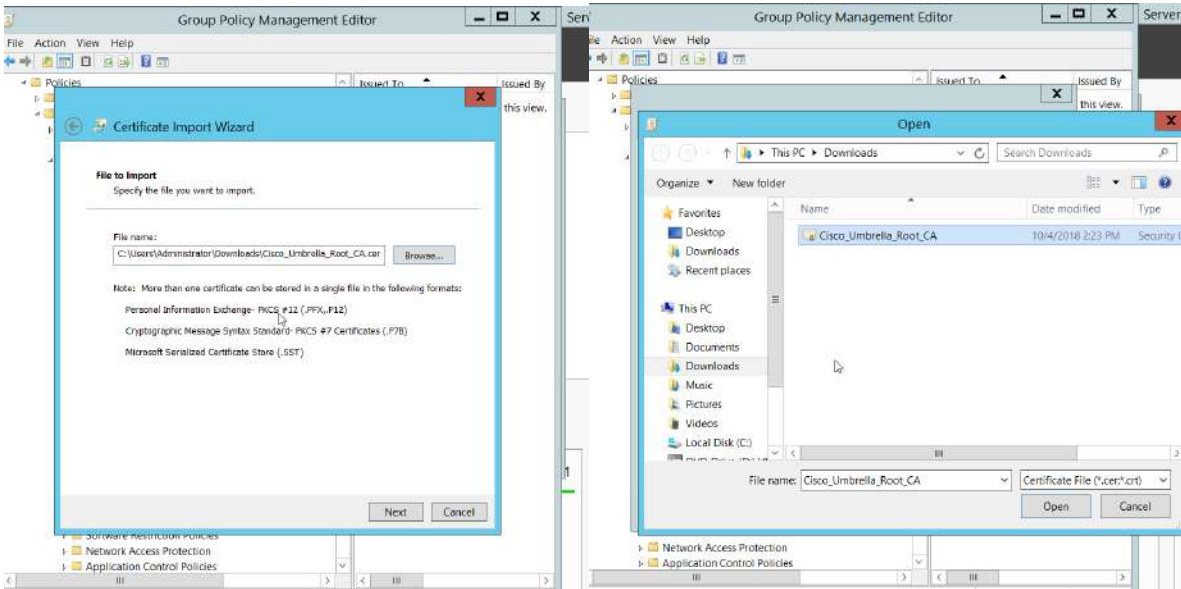 Group Policy Management Editor
File Action View Help
Policies
Issued To
Issued By
this view.
Certificate Import Wizard
File to Import
Specify the file you want to import.
File name:
C:\Users\Administrator\Downloads\Cisco_Umbrella_Root_CA.cer
Browse...
Note: More than one certificate can be stored in a single file in the following formats:
Personal Information Exchange- PKCS #12 (.PFX,.P12)
Cryptographic Message Syntax Standard- PKCS #7 Certificates (.P7B)
Microsoft Serialized Certificate Store (.SST)
Next
Cancel
Software Restriction Policies
Network Access Protection
Application Control Policies
Group Policy Management Editor
Server
Action View Help
Policies
Issued To
Issued By
this view.
Open
This PC
Downloads
Search Downloads
Organize
New folder
Favorites
Desktop
Downloads
Recent places
This PC
Desktop
Documents
Downloads
Music
Pictures
Videos
Local Disk (C:)
Name
Date modified
Type
Cisco_Umbrella_Root_CA
10/4/2018 2:23 PM
Security
File name:
Cisco_Umbrella_Root_CA
Certificate File (*.cer;*.crt)
Open
Cancel
Network Access Protection
Application Control Policies